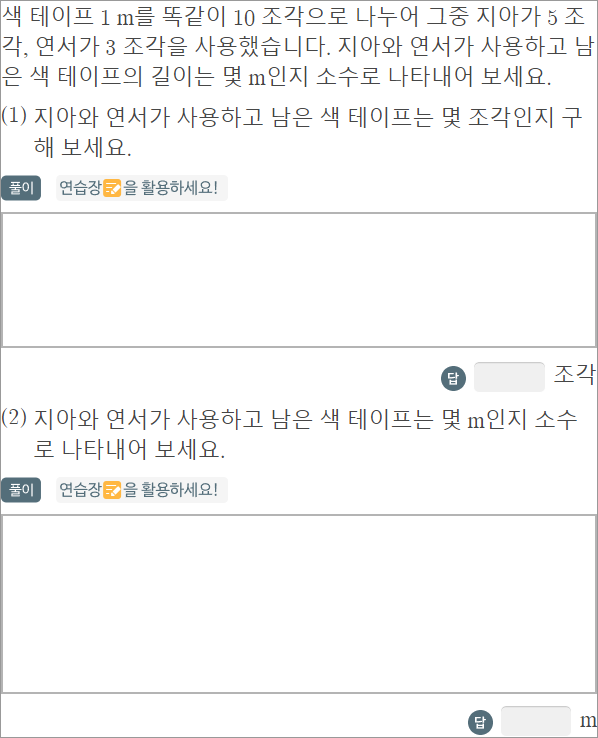 색 테이프 1 m를 똑같이 10 조각으로 나누어 그중 지아가 5 조
각, 연서가 3 조각을 사용했습니다. 지아와 연서가 사용하고 남
은 색 테이프의 길이는 몇 m인지 소수로 나타내어 보세요.
(1) 지아와 연서가 사용하고 남은 색 테이프는 몇 조각인지 구
해 보세요.
풀이 연습장을 활용하세요!
답 조각
(2) 지아와 연서가 사용하고 남은 색 테이프는 몇 m인지 소수
로 나타내어 보세요.
풀이 연습장을 활용하세요!
답 m